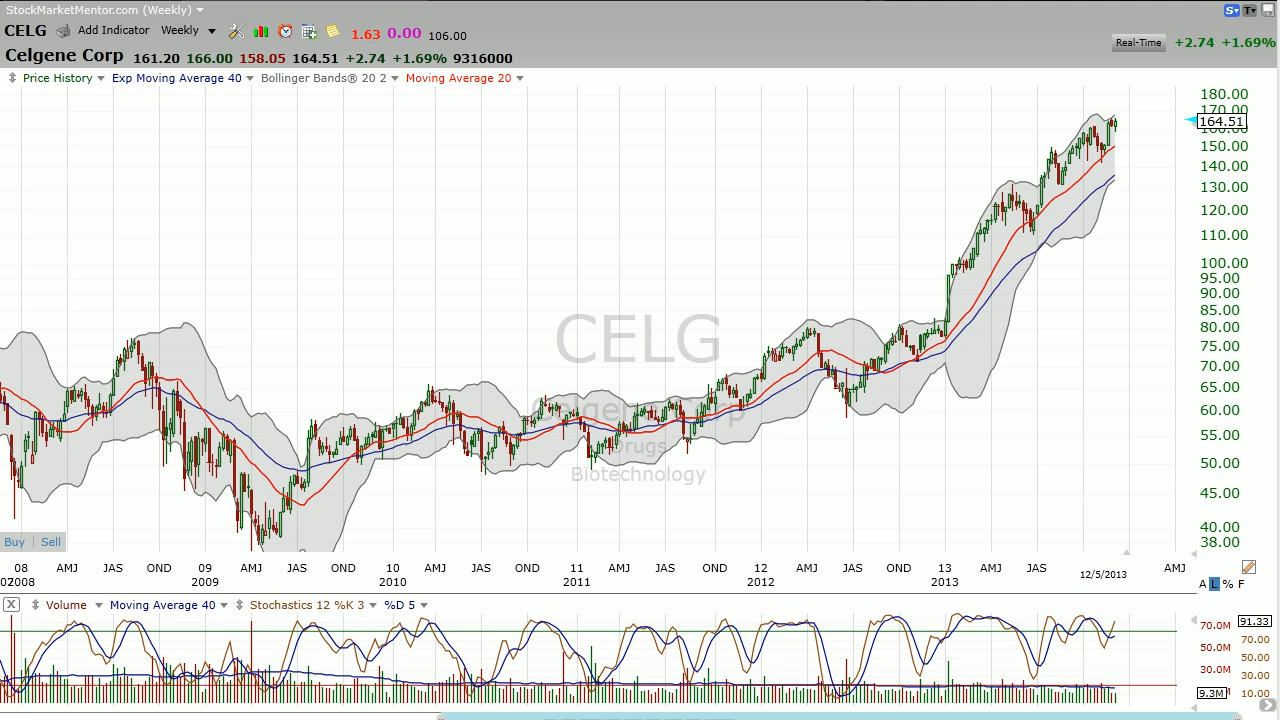 StockMarketMentor.com (Weekly)
S T
CELG Add Indicator Weekly 1.63 0.00 106.00
Real-Time +2.74 +1.69%
Celgene Corp 161.20 166.00 158.05 164.51 +2.74 +1.69% 9316000
Price History Exp Moving Average 40 Bollinger Bands® 20 2 Moving Average 20
180.00
170.00
164.51
160.00
150.00
140.00
130.00
120.00
110.00
100.00
95.00
90.00
85.00
80.00
75.00
70.00
65.00
60.00
55.00
50.00
45.00
40.00
38.00
CELG
Celgene Corp
Drugs
Biotechnology
Buy Sell
08 AMJ JAS OND 09 AMJ JAS OND 10 AMJ JAS OND 11 AMJ JAS OND 12 AMJ JAS OND 13 AMJ JAS AMJ
2008 2009 2010 2011 2012 2013 12/5/2013
A L % F
X Volume Moving Average 40 Stochastics 12 %K 3 %D 5
70.0M 91.33
70.00
50.0M 50.00
30.0M 30.00
9.3M 10.00